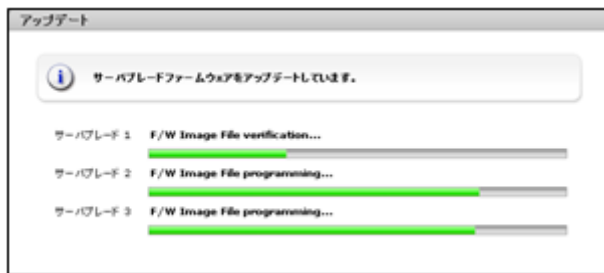 アップデート
サーバブレードファームウェアをアップデートしています。
サーバブレード 1 F/W Image File verification...
サーバブレード 2 F/W Image File programming...
サーバブレード 3 F/W Image File programming...